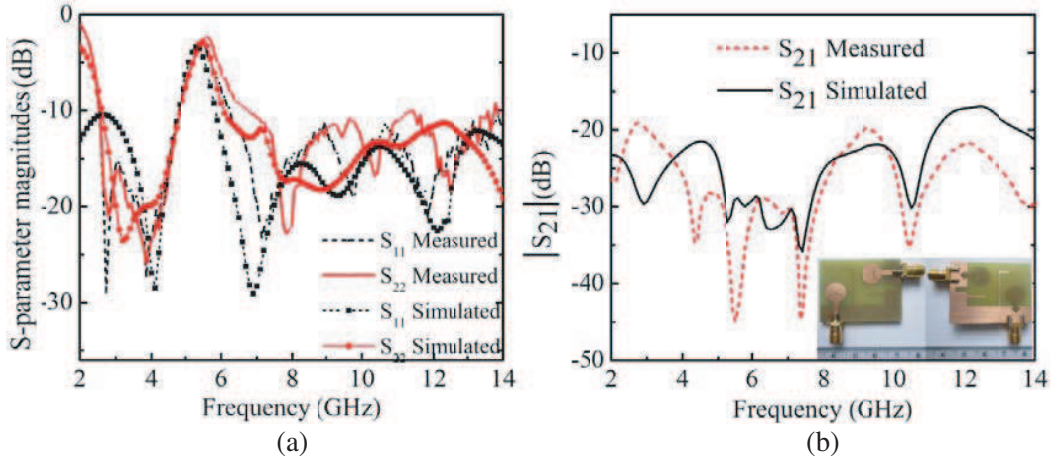 0
-10
-20
-30
S-parameter magnitudes (dB)
S11 Measured
S22 Measured
S11 Simulated
S22 Simulated
2 4 6 8 10 12 14
Frequency (GHz)
(a)
-10
-20
-30
-40
-50
|S21|(dB)
S21 Measured
S21 Simulated
2 4 6 8 10 12 14
Frequency (GHz)
(b)